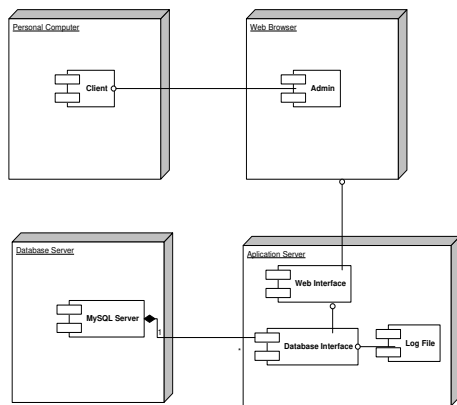 Personal Computer
Web Browser
Client
Admin
Database Server
Aplication Server
Web Interface
MySQL Server
1
*
Database Interface
Log File